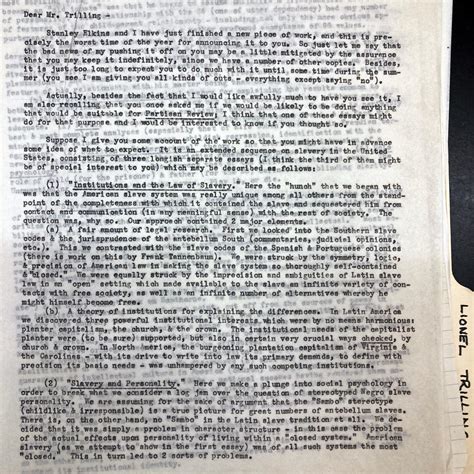 Dear Mr. Trilling -
Stanley Elkins and I have just finished a new piece of work, and this is pre-
cisely the worst time of the year for announcing it to you. So just let me say that
the bad news of my pushing it off on you may be a little mitigated by the assurance that
you may keep it indefinitely, since we have a number of other copies. Besides,
it is just too long to expect you to do much with it until some time during the sum-
mer (you see I am giving you all kinds of outs - everything except saying "no").
Actually, besides the fact that I would like awfully much to have you see it, I
am also recalling that you once asked me if we would be likely to be doing anything
that would be suitable for Partisan Review; I think that one of these essays might
do for that purpose and I would be interested to know if you thought so.
Suppose I give you some account of the work so that you might have in advance
some idea of what to expect. It is an extended sequence on slavery in the United
States, consisting of three longish separate essays (I think the third of them might
be of special interest to you) which may be described as follows:
(1) "Institutions and the Law of Slavery." Here the "hunch" that we began with
was that the American slave system was really unique among all others from the stand-
point of the completeness with which it contained the slave and sequestered him from
contact and communication (in any meaningful sense) with the rest of society. The
question was, why so. Our approach contained 2 major elements.
(a) A fair amount of legal research. First we looked into the Southern slave
codes & the jurisprudence of the antebellum South (commentaries, judicial opinions,
etc.). This we contrasted with the slave codes of the Spanish & Portuguese colonies
(there is work on this by Frank Tannenbaum). We were struck by the symmetry, logic,
& precision of American law in making the slave system so thoroughly self-contained
& "closed." We were equally struck by the imprecision and ambiguities of Latin slave
law in an "open" setting which made available to the slave an infinite variety of con-
tacts with free society, as well as an infinite number of alternatives whereby he
might himself become free.
(b) A theory of institutions for explaining the differences. In Latin America
we discovered three powerful institutional interests which were by no means harmonious:
planter capitalism, the church, & the crown. The institutional needs of the capitalist
planter were (to be sure) supported, but also in certain very crucial ways choked, by
church & crown. In North America, the burgeoning plantation capitalism of Virginia &
the Carolinas - with its drive to write into law its primary demands, to define with
precision its basic needs - was unhampered by any such competing institutions.
(2) "Slavery and Personality." Here we make a plunge into social psychology in
order to break what we consider a log jam over the question of stereotyped Negro slave
personality. We are assuming for the sake of argument that the "Sambo" stereotype
(childlike & irresponsible) is a true picture for great numbers of antebellum slaves.
There is, on the other hand, no "Sambo" in the Latin slave tradition at all. We de-
cided that it was simply a problem in character structure - in this case the problem
of the actual effects upon personality of living within a "closed system." American
slavery (as we attempt to show in the first essay) was of all such systems the most
"closed." This in turn led to 2 sorts of problems.
LIONEL TRILLING